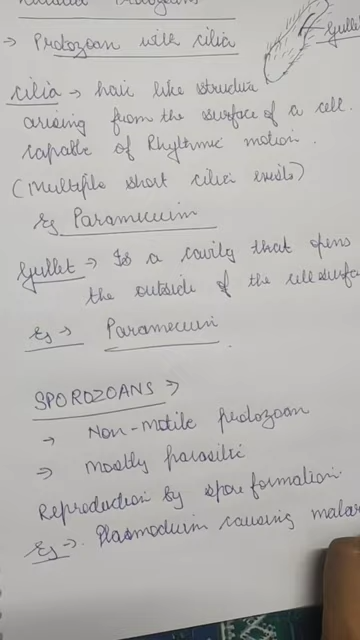 Gullet
→ Protozoan with cilia
Cilia → hair like structure
arising from the surface of a cell.
capable of Rhythmic motion.
(Multiple short cilia exists)
Eg Paramecium
Gullet → Is a cavity that opens
the outside of the cell surfa
Eg → Paramecium
SPOROZOANS →
→ Non-motile protozoan
→ Mostly parasitic
Reproduction by spore formation.
Eg →. Plasmodium causing malar